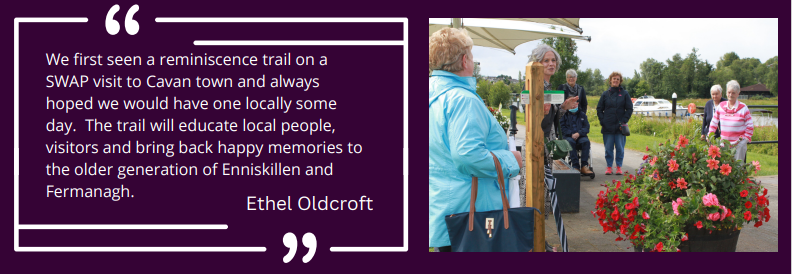 We first seen a reminiscence trail on a
SWAP visit to Cavan town and always
hoped we would have one locally some
day.  The trail will educate local people,
visitors and bring back happy memories to
the older generation of Enniskillen and
Fermanagh.
Ethel Oldcroft